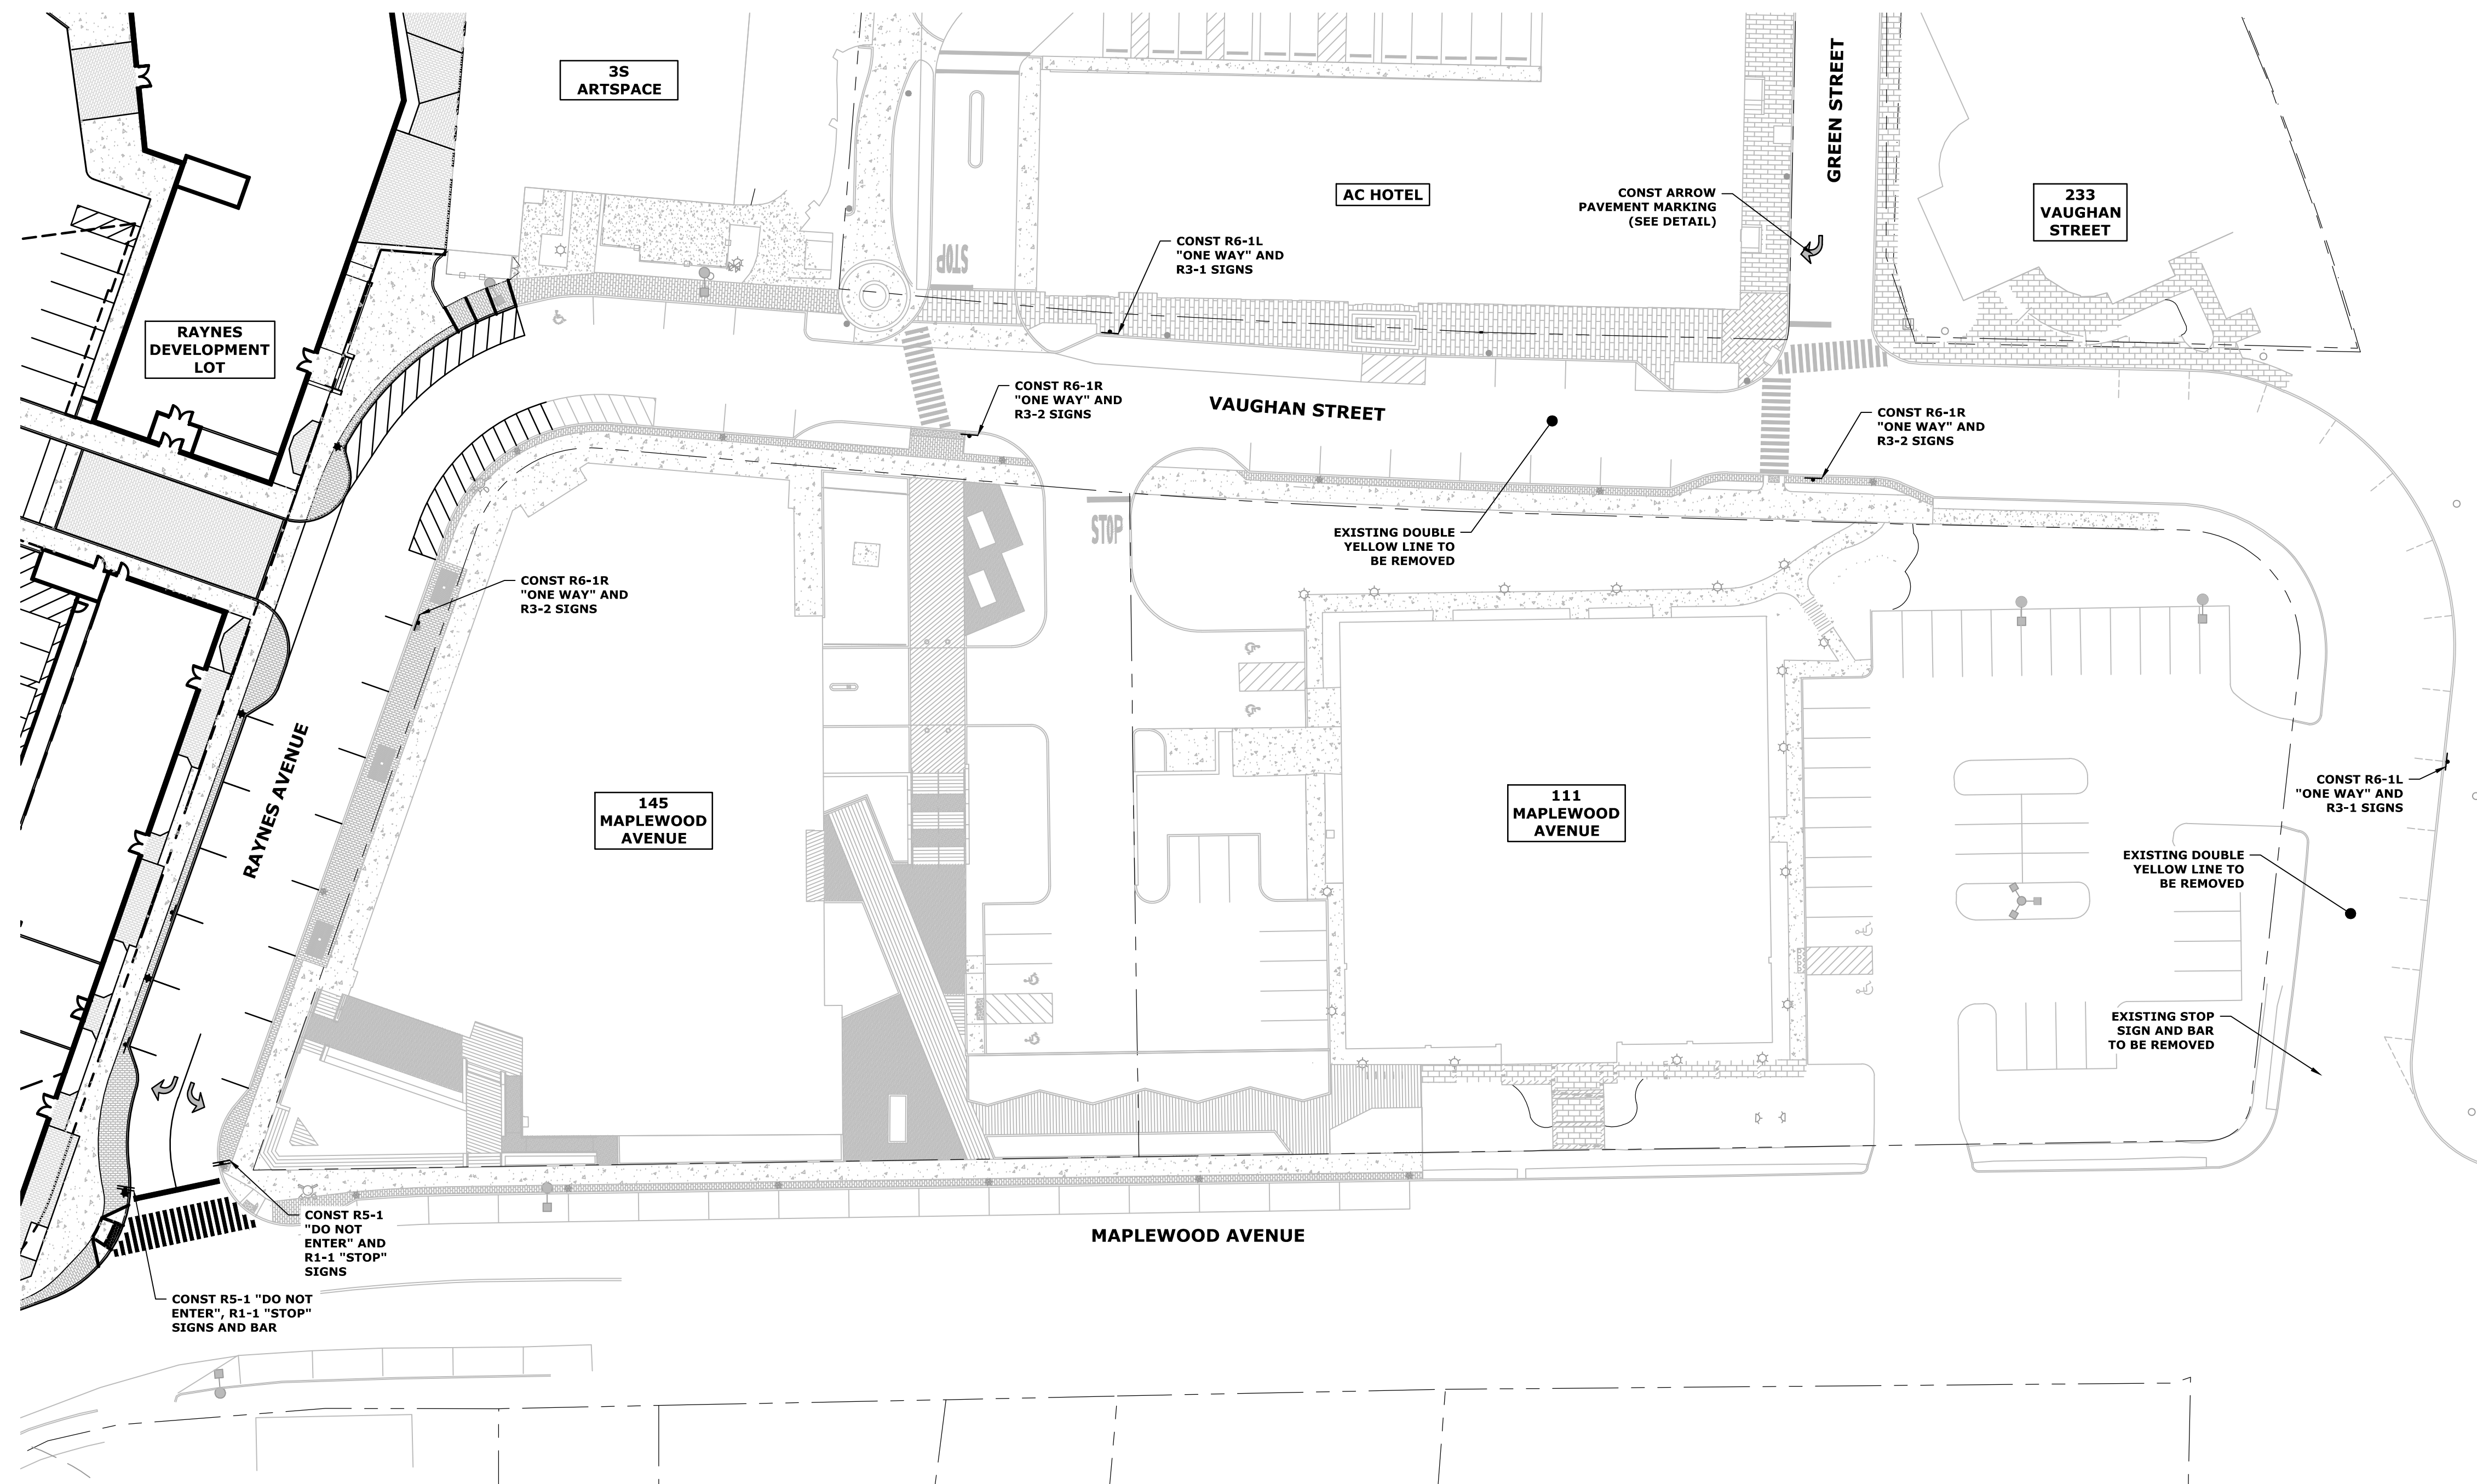 3S
ARTSPACE
GREEN STREET
AC HOTEL
CONST ARROW
PAVEMENT MARKING
(SEE DETAIL)
233
VAUGHAN
STREET
CONST R6-1L
"ONE WAY" AND
R3-1 SIGNS
STOP
RAYNES
DEVELOPMENT
LOT
CONST R6-1R
"ONE WAY" AND
R3-2 SIGNS
VAUGHAN STREET
CONST R6-1R
"ONE WAY" AND
R3-2 SIGNS
STOP
EXISTING DOUBLE
YELLOW LINE TO
BE REMOVED
CONST R6-1R
"ONE WAY" AND
R3-2 SIGNS
RAYNES AVENUE
145
MAPLEWOOD
AVENUE
111
MAPLEWOOD
AVENUE
CONST R6-1L
"ONE WAY" AND
R3-1 SIGNS
EXISTING DOUBLE
YELLOW LINE TO
BE REMOVED
EXISTING STOP
SIGN AND BAR
TO BE REMOVED
CONST R5-1
"DO NOT
ENTER" AND
R1-1 "STOP"
SIGNS
MAPLEWOOD AVENUE
CONST R5-1 "DO NOT
ENTER", R1-1 "STOP"
SIGNS AND BAR